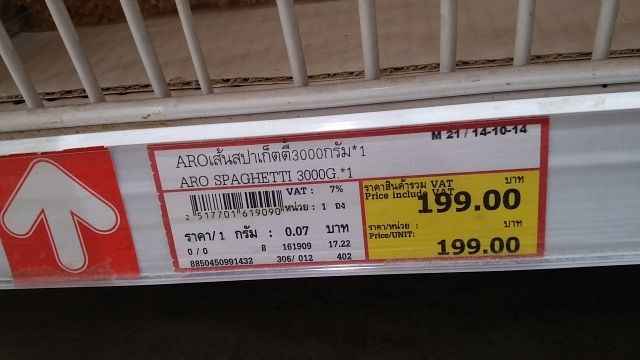 M 21 / 14-10-14
AROเส้นสปาเก็ตตี้3000กรัม*1
ARO SPAGHETTI 3000G.*1
VAT : 7%
2 517701 619090
หน่วย : 1 ถุง
ราคา/ 1 กรัม : 0.07 บาท
0 / 0 8 161909 17.22
8850450991432 306/ 012 402
ราคาสินค้ารวม VAT บาท
Price include VAT
199.00
ราคา/หน่วย : บาท
Price/UNIT:
199.00